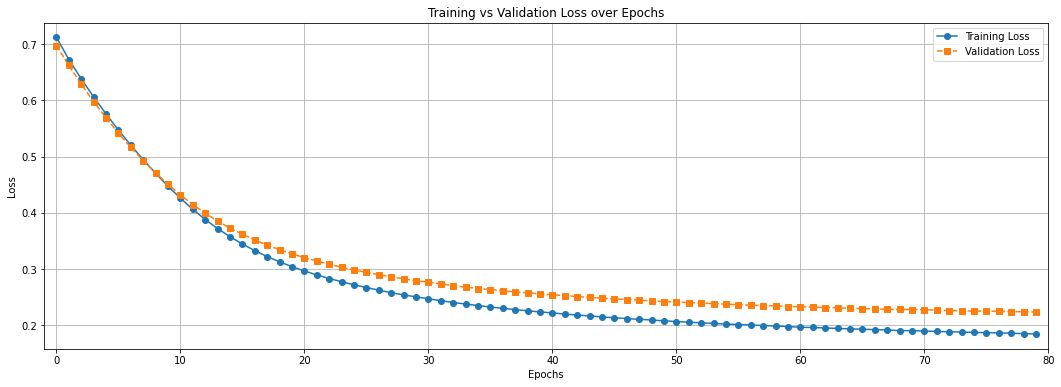 Training vs Validation Loss over Epochs
Training Loss
Validation Loss
Loss
0.7
0.6
0.5
0.4
0.3
0.2
0 10 20 30 40 50 60 70 80
Epochs